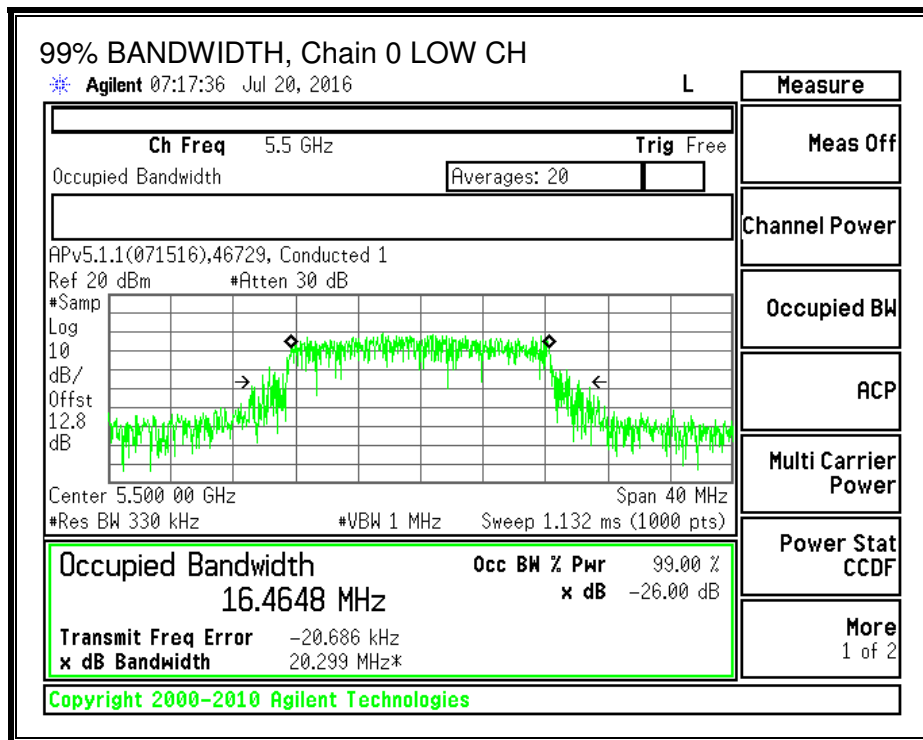 99% BANDWIDTH, Chain 0 LOW CH
Agilent 07:17:36 Jul 20, 2016 L
Measure
Ch Freq 5.5 GHz Trig Free
Meas Off
Occupied Bandwidth Averages: 20
Channel Power
APv5.1.1(071516),46729, Conducted 1
Ref 20 dBm #Atten 30 dB
#Samp
Log
10
dB/
Offst
12.8
dB
Occupied BW
ACP
Multi Carrier
Power
Center 5.500 00 GHz Span 40 MHz
#Res BW 330 kHz #VBW 1 MHz Sweep 1.132 ms (1000 pts)
Power Stat
CCDF
Occupied Bandwidth Occ BW % Pwr 99.00 %
16.4648 MHz x dB -26.00 dB
Transmit Freq Error -20.686 kHz
x dB Bandwidth 20.299 MHz*
More
1 of 2
Copyright 2000-2010 Agilent Technologies